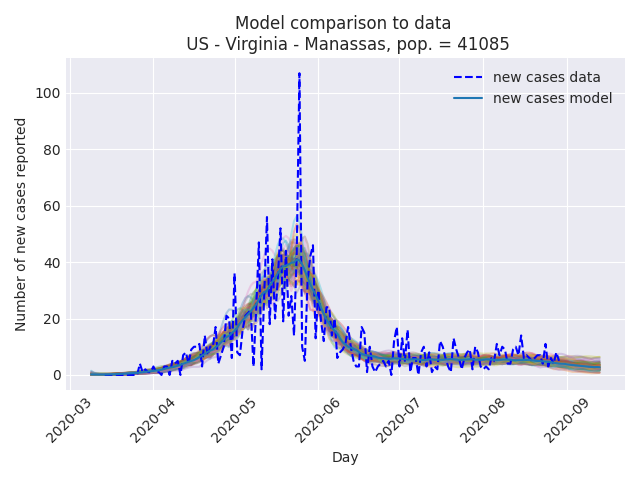 Model comparison to data
US - Virginia - Manassas, pop. = 41085
new cases data
new cases model
Number of new cases reported
100
80
60
40
20
0
2020-03
2020-04
2020-05
2020-06
2020-07
2020-08
2020-09
Day